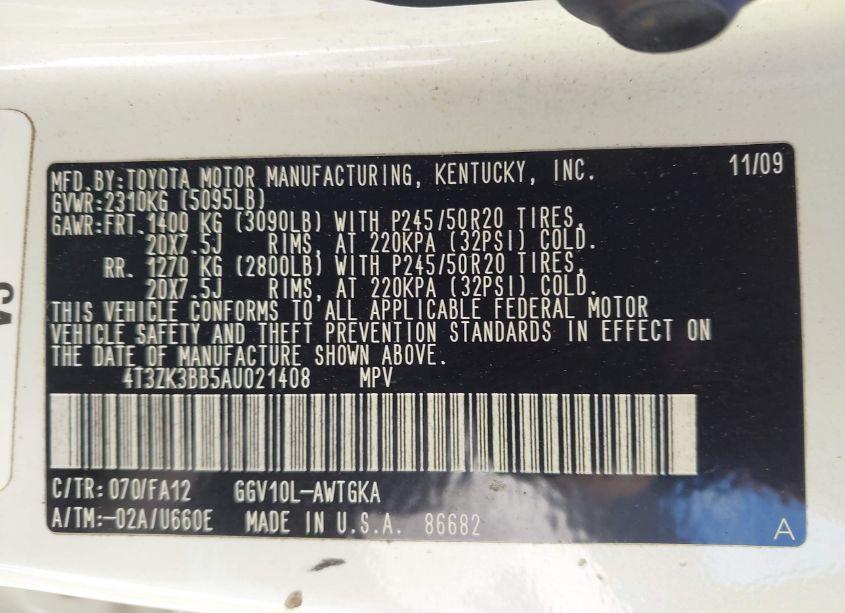 MFD.BY:TOYOTA MOTOR MANUFACTURING, KENTUCKY, INC. 11/09
GVWR:2310KG (5095LB)
GAWR:FRT.1400 KG (3090LB) WITH P245/50R20 TIRES,
20X7.5J RIMS, AT 220KPA (32PSI) COLD.
RR. 1270 KG (2800LB) WITH P245/50R20 TIRES,
20X7.5J RIMS, AT 220KPA (32PSI) COLD.
THIS VEHICLE CONFORMS TO ALL APPLICABLE FEDERAL MOTOR
VEHICLE SAFETY AND THEFT PREVENTION STANDARDS IN EFFECT ON
THE DATE OF MANUFACTURE SHOWN ABOVE.
4T3ZK3BB5AU021408 MPV
C/TR: 070/FA12 GGV10L-AWTGKA
A/TM:-02A/U660E MADE IN U.S.A. 86682
A